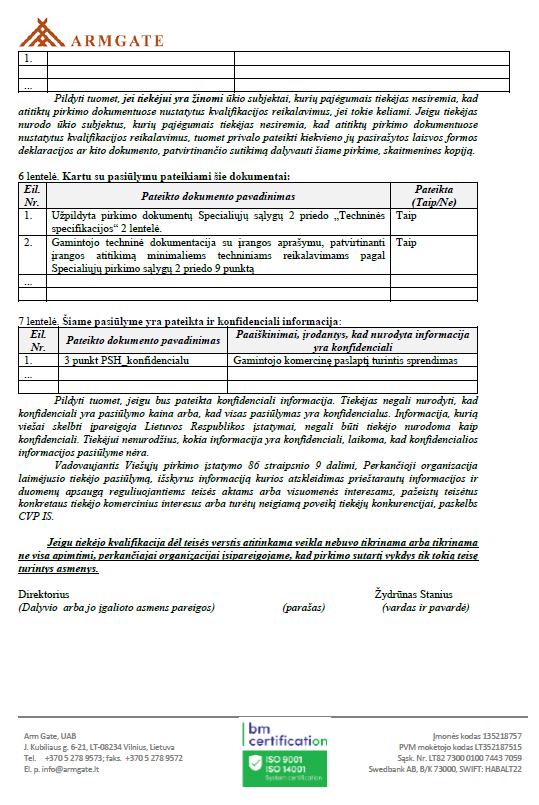 ARMGATE
1.
...
Pildyti tuomet, jei tiekėjui yra žinomi ūkio subjektai, kurių pajėgumais tiekėjas nesiremia, kad
atitiktų pirkimo dokumentuose nustatytus kvalifikacijos reikalavimus, jei tokie keliami. Jeigu tiekėjas
nurodo ūkio subjektus, kurių pajėgumais tiekėjas nesiremia, kad atitiktų pirkimo dokumentuose
nustatytus kvalifikacijos reikalavimus, tuomet privalo pateikti kiekvieno jų pasirašytos laisvos formos
deklaracijos ar kito dokumento, patvirtinančio sutikimą dalyvauti šiame pirkime, skaitmeninės kopiją.
6 lentelė. Kartu su pasiūlymu pateikiami šie dokumentai:
Eil. Nr. Pateikto dokumento pavadinimas Pateikta (Taip/Ne)
1. Užpildyta pirkimo dokumentų Specialiųjų sąlygų 2 priedo „Techninės Taip
specifikacijos“ 2 lentelė.
2. Gamintojo techninė dokumentacija su įrangos aprašymu, patvirtinanti Taip
įrangos atitikimą minimaliems techniniams reikalavimams pagal
Specialiųjų pirkimo sąlygų 2 priedo 9 punktą
...
7 lentelė. Šiame pasiūlyme yra pateikta ir konfidenciali informacija:
Eil. Nr. Pateikto dokumento pavadinimas Paaiškinimai, įrodantys, kad nurodyta informacija yra konfidenciali
1. 3 punkt PSH_konfidencialu Gamintojo komercinę paslaptį turintis sprendimas
...
Pildyti tuomet, jeigu bus pateikta konfidenciali informacija. Tiekėjas negali nurodyti, kad
konfidenciali yra pasiūlymo kaina arba, kad visas pasiūlymas yra konfidencialus. Informacija, kurią
viešai skelbti įpareigoja Lietuvos Respublikos įstatymai, negali būti tiekėjo nurodoma kaip
konfidenciali. Tiekėjui nenurodžius, kokia informacija yra konfidenciali, laikoma, kad konfidencialios
informacijos pasiūlyme nėra.
Vadovaujantis Viešųjų pirkimo įstatymo 86 straipsnio 9 dalimi, Perkančioji organizacija
laimėjusio tiekėjo pasiūlymą, išskyrus informaciją kurios atskleidimas prieštarautų informacijos ir
duomenų apsaugą reguliuojantiems teisės aktams arba visuomenės interesams, pažeistų teisėtus
konkretaus tiekėjo komercinius interesus arba turėtų neigiamą poveikį tiekėjų konkurencijai, paskelbs
CVP IS.
Jeigu tiekėjo kvalifikacija dėl teisės verstis atitinkama veikla nebuvo tikrinama arba tikrinama
ne visa apimtimi, perkančiajai organizacijai įsipareigojame, kad pirkimo sutartį vykdys tik tokią teisę
turintys asmenys.
Direktorius Žydrūnas Stanius
(Dalyvio arba jo įgalioto asmens pareigos) (parašas) (vardas ir pavardė)
Arm Gate, UAB
J. Kubiliaus g. 6-21, LT-08234 Vilnius, Lietuva
Tel. +370 5 278 9573; faks. +370 5 278 9572
El. p. info@armgate.lt
bm
certification
ISO 9001
ISO 14001
System certification
Įmonės kodas 135218757
PVM mokėtojo kodas LT352187515
Sąsk. Nr. LT82 7300 0100 7443 7059
Swedbank AB, B/K 73000, SWIFT: HABALT22